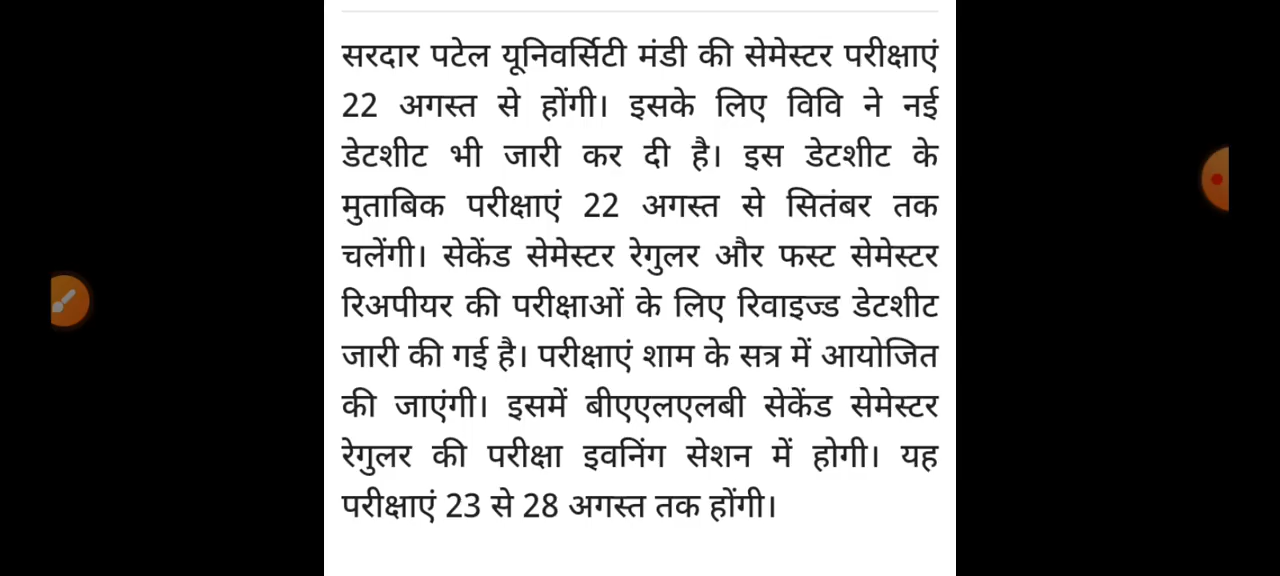 सरदार पटेल यूनिवर्सिटी मंडी की सेमेस्टर परीक्षाएं
22 अगस्त से होंगी। इसके लिए विवि ने नई
डेटशीट भी जारी कर दी है। इस डेटशीट के
मुताबिक परीक्षाएं 22 अगस्त से सितंबर तक
चलेंगी। सेकेंड सेमेस्टर रेगुलर और फस्ट सेमेस्टर
रिअपीयर की परीक्षाओं के लिए रिवाइज्ड डेटशीट
जारी की गई है। परीक्षाएं शाम के सत्र में आयोजित
की जाएंगी। इसमें बीएएलएलबी सेकेंड सेमेस्टर
रेगुलर की परीक्षा इवनिंग सेशन में होगी। यह
परीक्षाएं 23 से 28 अगस्त तक होंगी।